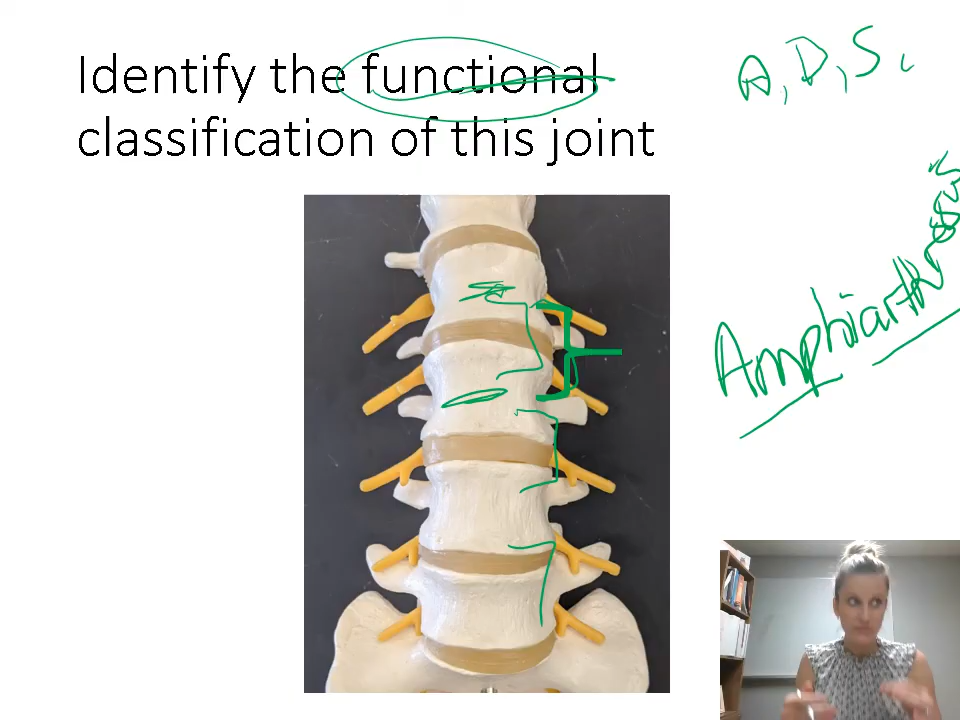 Identify the functional
classification of this joint
A, D, S,
Amphiarthrosis